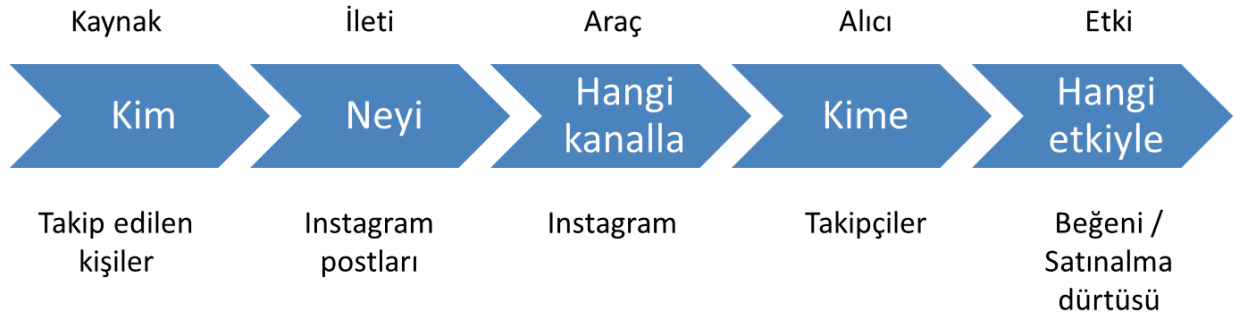 Kaynak
İleti
Araç
Alıcı
Etki
Kim
Neyi
Hangi
kanalla
Kime
Hangi
etkiyle
Takip edilen
kişiler
Instagram
postları
Instagram
Takipçiler
Beğeni /
Satınalma
dürtüsü